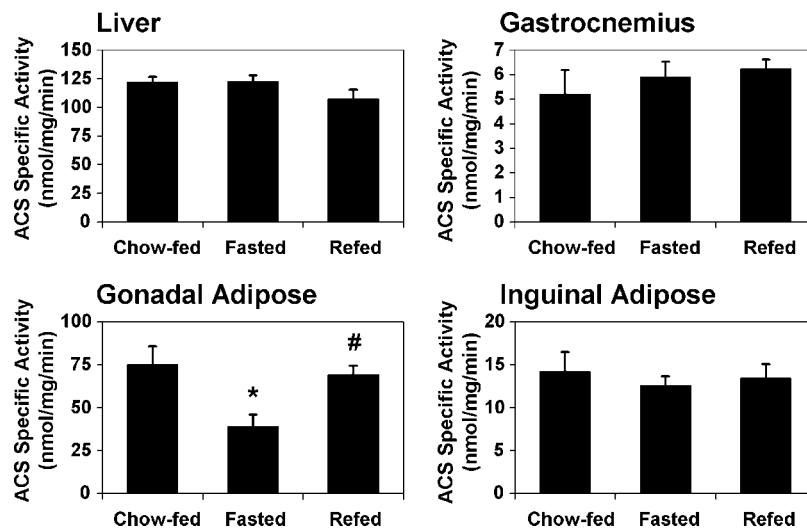 Liver
ACS Specific Activity
(nmol/mg/min)
150
125
100
75
50
25
0
Chow-fed Fasted Refed
Gastrocnemius
ACS Specific Activity
(nmol/mg/min)
7
6
5
4
3
2
1
0
Chow-fed Fasted Refed
Gonadal Adipose
ACS Specific Activity
(nmol/mg/min)
100
75
50
25
0
*
#
Chow-fed Fasted Refed
Inguinal Adipose
ACS Specific Activity
(nmol/mg/min)
20
15
10
5
0
Chow-fed Fasted Refed